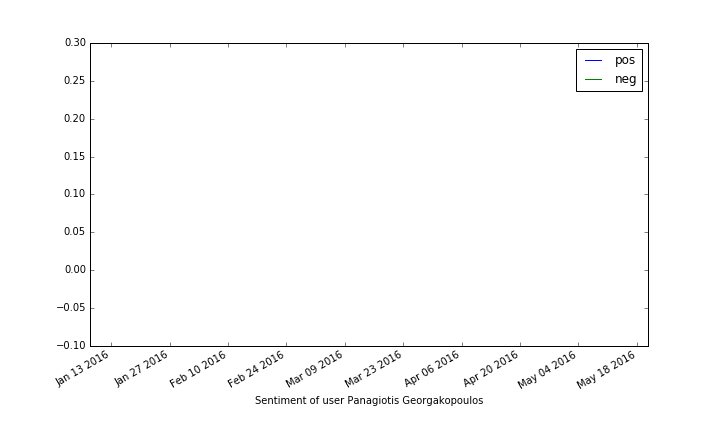 0.30
pos
neg
0.25
0.20
0.15
0.10
0.05
0.00
−0.05
−0.10
Jan 13 2016
Jan 27 2016
Feb 10 2016
Feb 24 2016
Mar 09 2016
Mar 23 2016
Apr 06 2016
Apr 20 2016
May 04 2016
May 18 2016
Sentiment of user Panagiotis Georgakopoulos